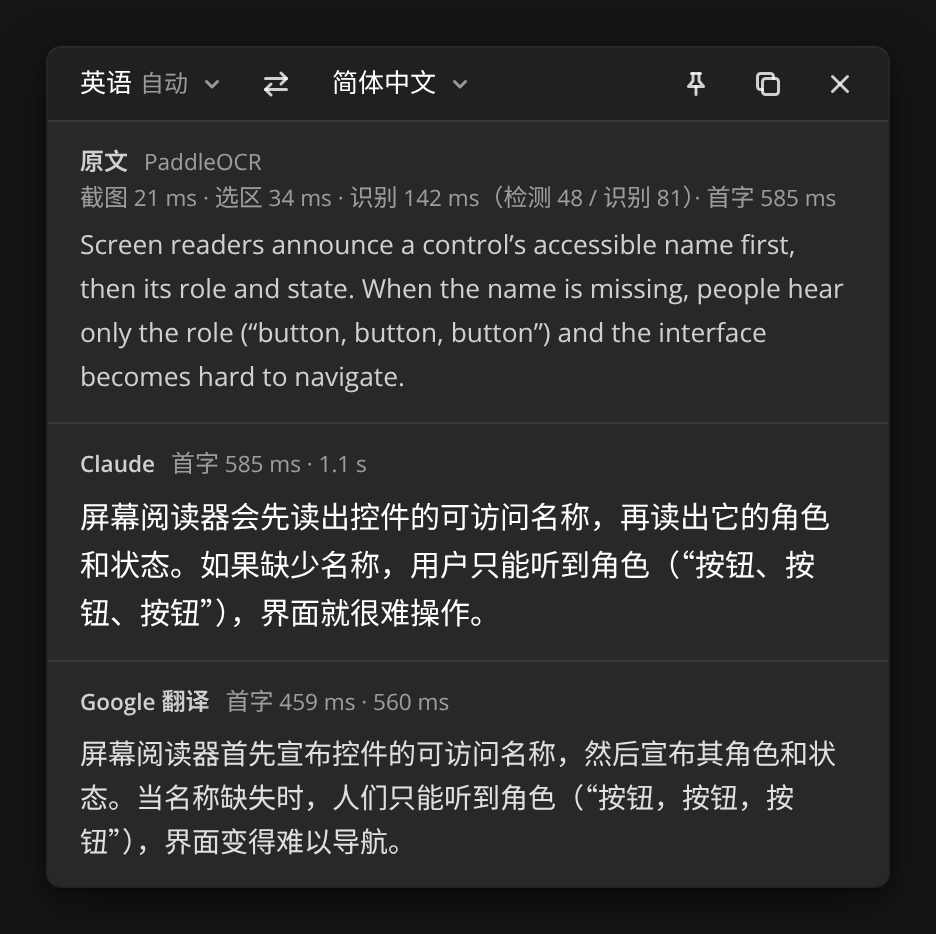 英语 自动 简体中文
原文 PaddleOCR
截图 21 ms · 选区 34 ms · 识别 142 ms（检测 48 / 识别 81）· 首字 585 ms
Screen readers announce a control’s accessible name first,
then its role and state. When the name is missing, people hear
only the role (“button, button, button”) and the interface
becomes hard to navigate.
Claude 首字 585 ms · 1.1 s
屏幕阅读器会先读出控件的可访问名称，再读出它的角色
和状态。如果缺少名称，用户只能听到角色（“按钮、按
钮、按钮”），界面就很难操作。
Google 翻译 首字 459 ms · 560 ms
屏幕阅读器首先宣布控件的可访问名称，然后宣布其角色和状
态。当名称缺失时，人们只能听到角色（“按钮，按钮，按
钮”），界面变得难以导航。